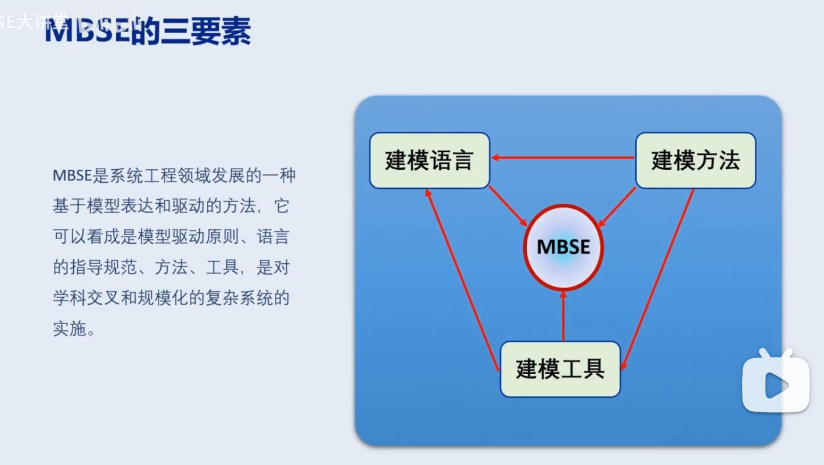 SE大讲堂
MBSE的三要素
MBSE是系统工程领域发展的一种
基于模型表达和驱动的方法，它
可以看成是模型驱动原则、语言
的指导规范、方法、工具，是对
学科交叉和规模化的复杂系统的
实施。
建模语言
建模方法
MBSE
建模工具